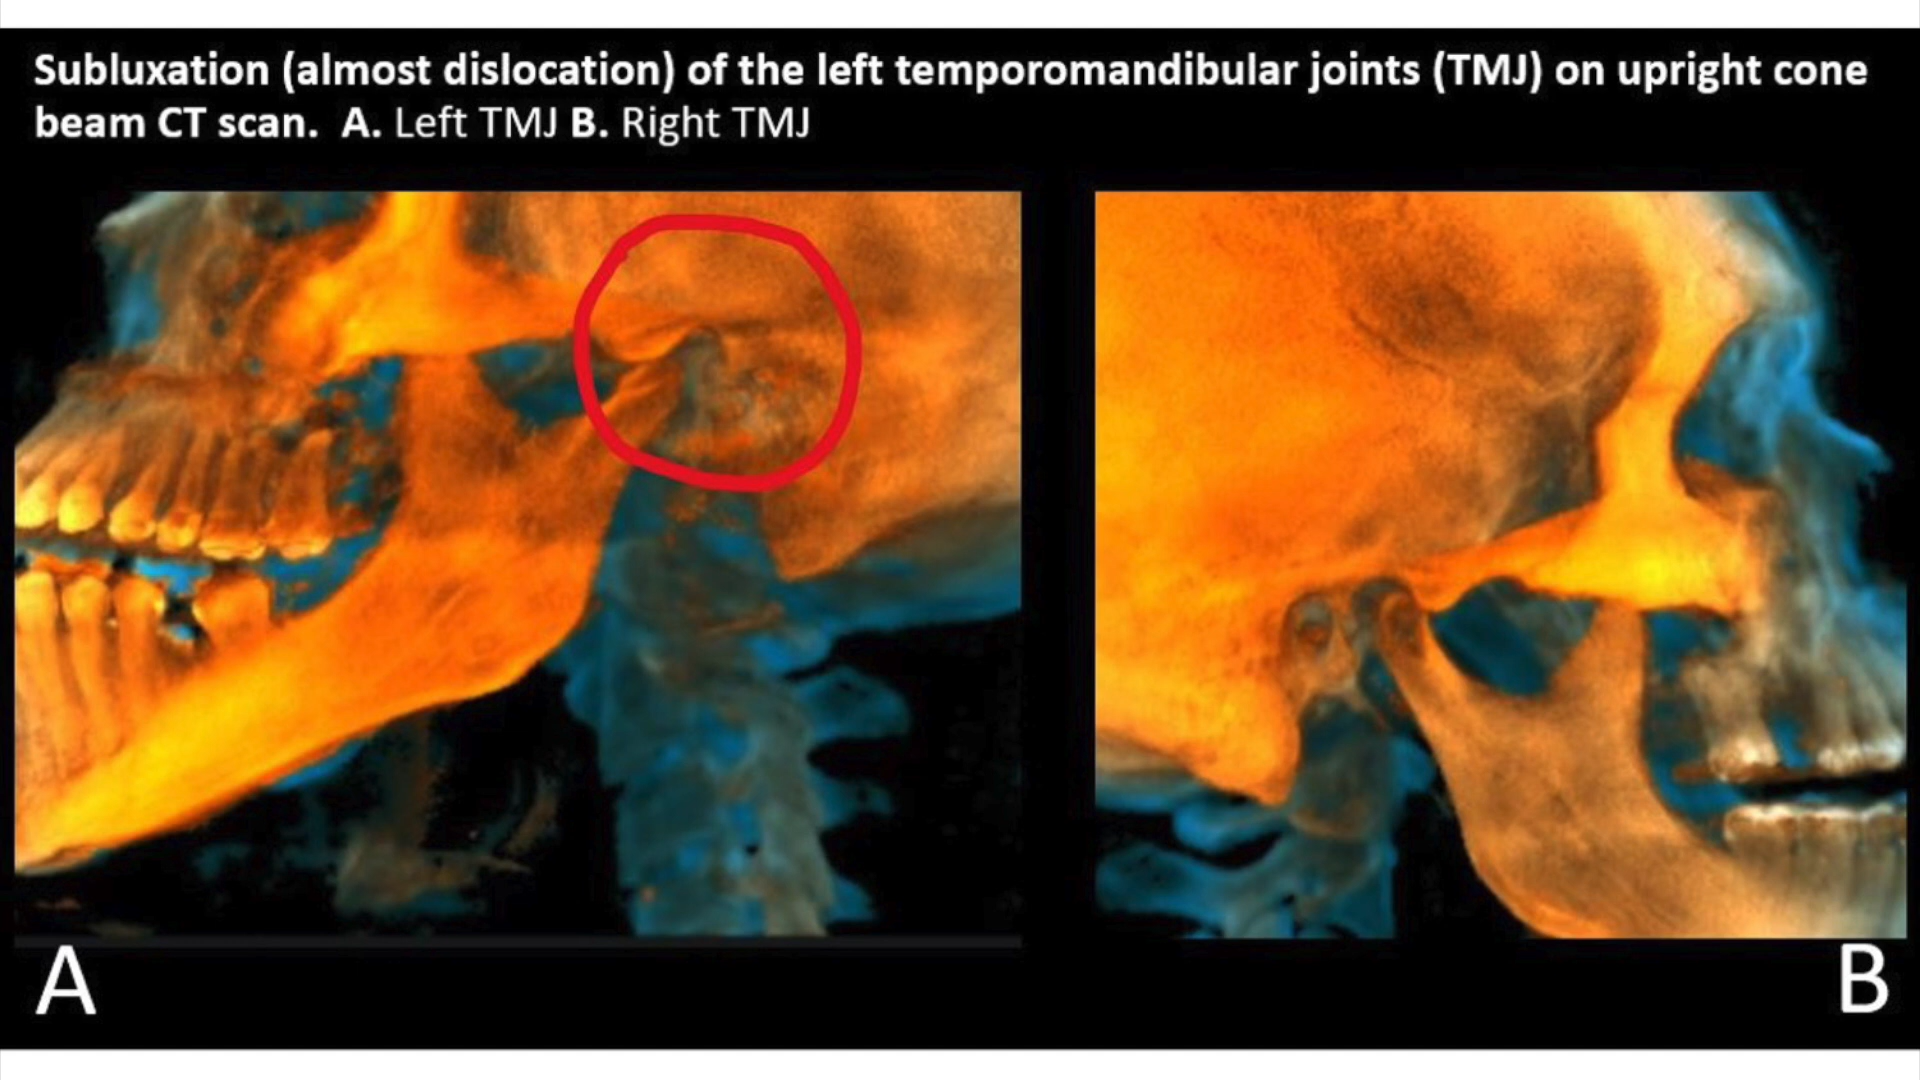 Subluxation (almost dislocation) of the left temporomandibular joints (TMJ) on upright cone
beam CT scan. A. Left TMJ B. Right TMJ
A
B